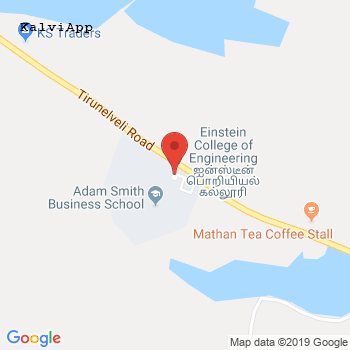 KalviApp
KS Traders
Tirunelveli Road
Einstein
College of
Engineering
ஐன்ஸ்டீன்
பொறியியல்
கல்லூரி
Adam Smith
Business School
Mathan Tea Coffee Stall
Google
Map data ©2019 Google